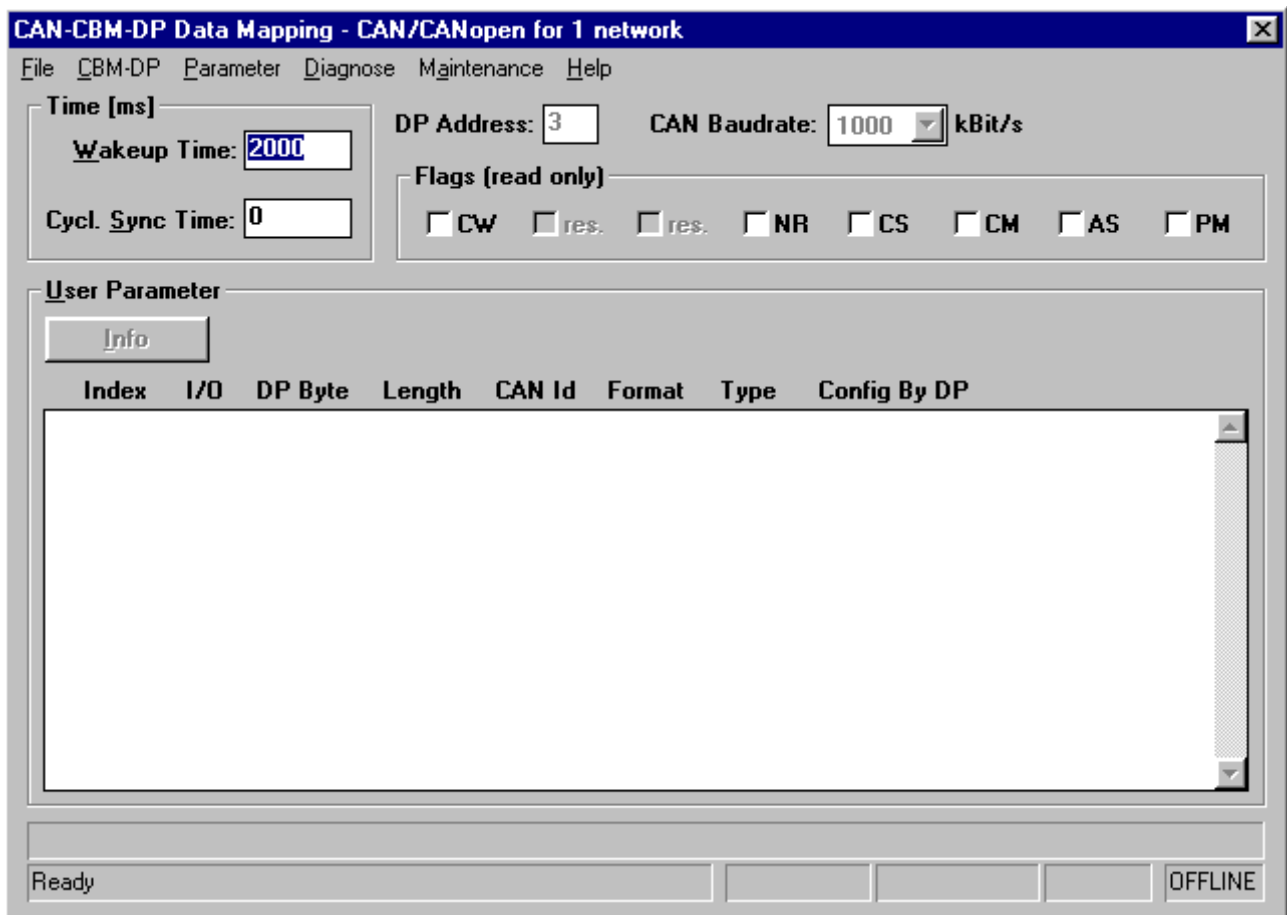 CAN-CBM-DP Data Mapping - CAN/CANopen for 1 network
File CBM-DP Parameter Diagnose Maintenance Help
Time [ms]
Wakeup Time: 2000
Cycl. Sync Time: 0
DP Address: 3 CAN Baudrate: 1000 kBit/s
Flags (read only)
CW res. res. NR CS CM AS PM
User Parameter
Info
Index I/O DP Byte Length CAN Id Format Type Config By DP
Ready OFFLINE